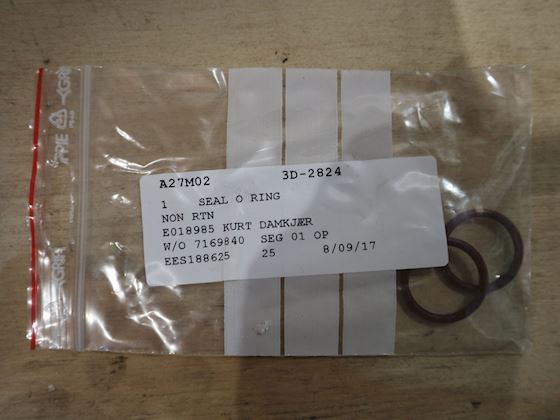 A27M02 3D-2824
1 SEAL O RING
NON RTN
E018985 KURT DAMKJÆR
W/O 7169840 SEG 01 OP
EES188625 25 8/09/17